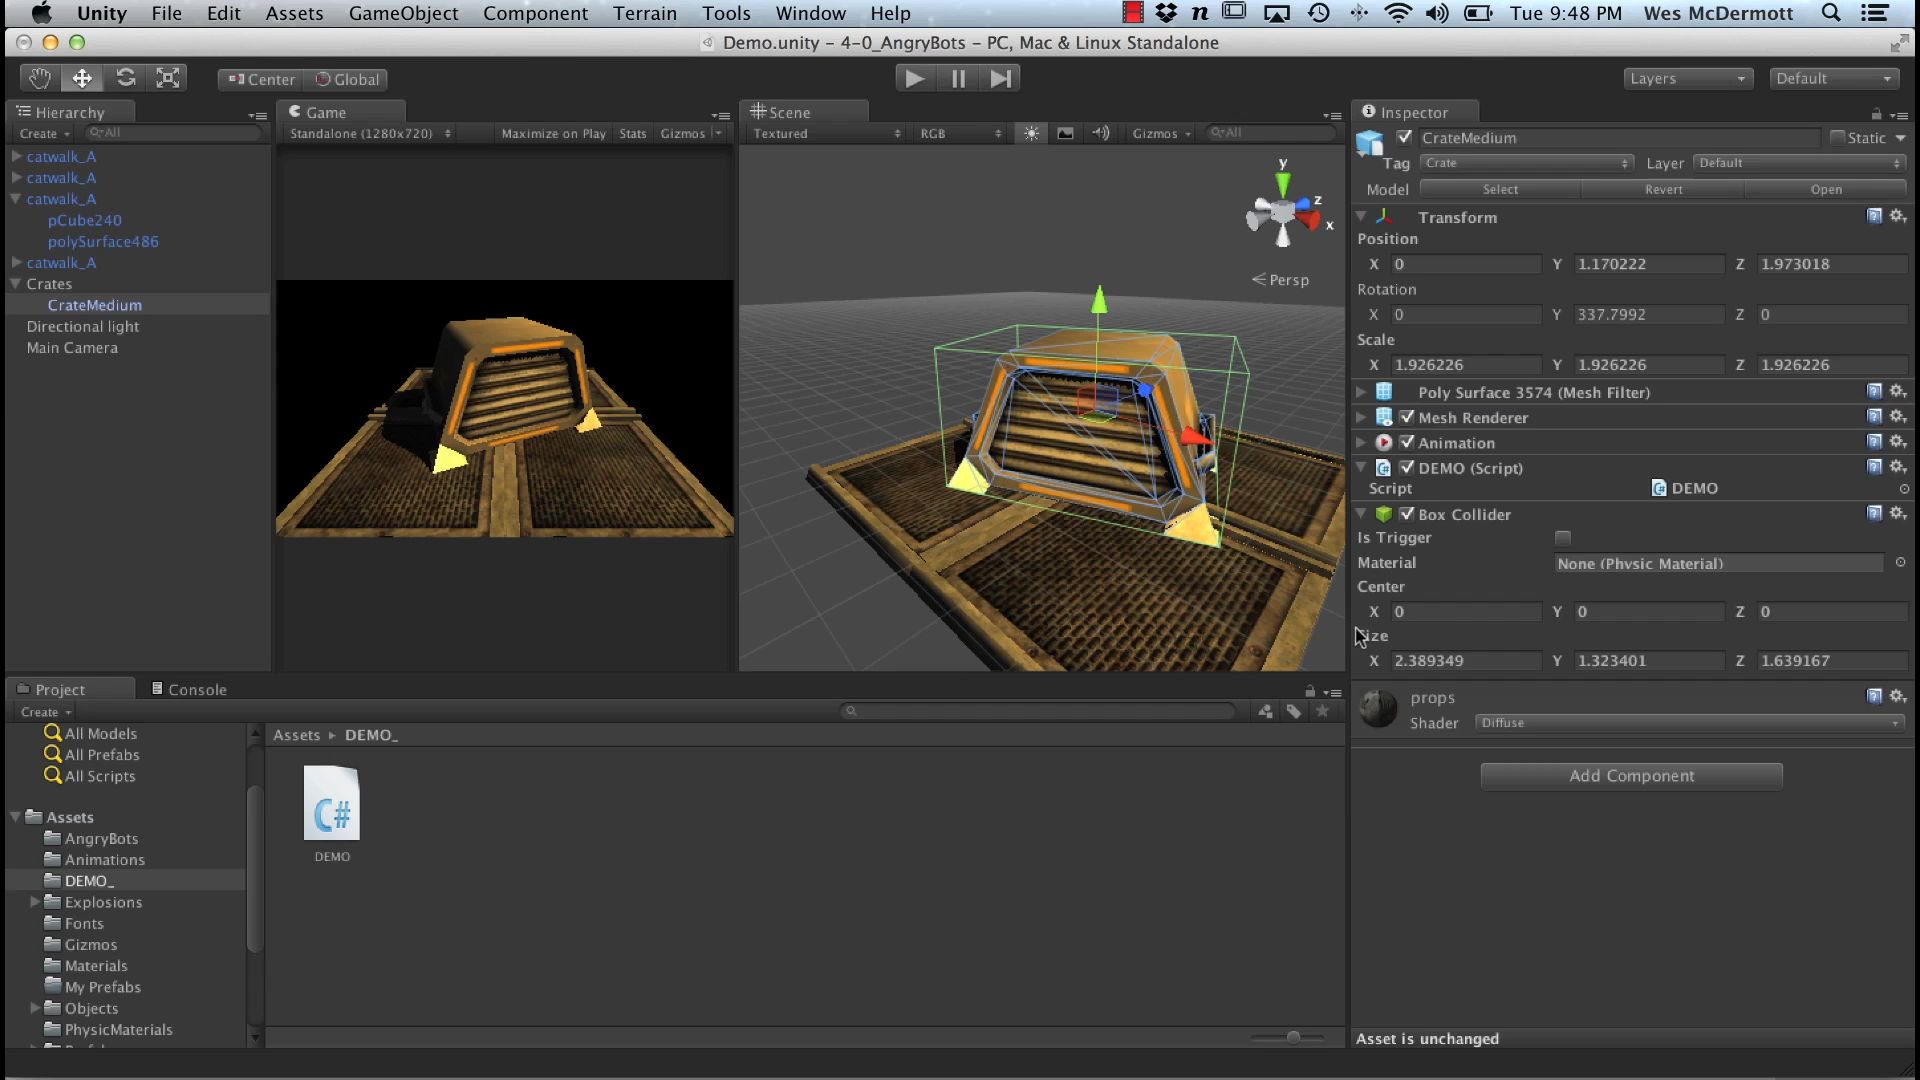 Unity File Edit Assets GameObject Component Terrain Tools Window Help Tue 9:48 PM Wes McDermott
Demo.unity – 4-0_AngryBots – PC, Mac & Linux Standalone
Center Global Layers Default
Hierarchy
Create All
catwalk_A
catwalk_A
catwalk_A
pCube240
polySurface486
catwalk_A
Crates
CrateMedium
Directional light
Main Camera
Game
Standalone (1280x720) Maximize on Play Stats Gizmos
Scene
Textured RGB Gizmos All
y
z
x
Persp
Inspector
CrateMedium Static
Tag Crate Layer Default
Model Select Revert Open
Transform
Position
X 0 Y 1.170222 Z 1.973018
Rotation
X 0 Y 337.7992 Z 0
Scale
X 1.926226 Y 1.926226 Z 1.926226
Poly Surface 3574 (Mesh Filter)
Mesh Renderer
Animation
DEMO (Script)
Script C# DEMO
Box Collider
Is Trigger
Material None (Physic Material)
Center
X 0 Y 0 Z 0
Size
X 2.389349 Y 1.323401 Z 1.639167
props
Shader Diffuse
Add Component
Asset is unchanged
Project Console
Create
All Models
All Prefabs
All Scripts
Assets
AngryBots
Animations
DEMO_
Explosions
Fonts
Gizmos
Materials
My Prefabs
Objects
PhysicMaterials
Assets DEMO_
C#
DEMO